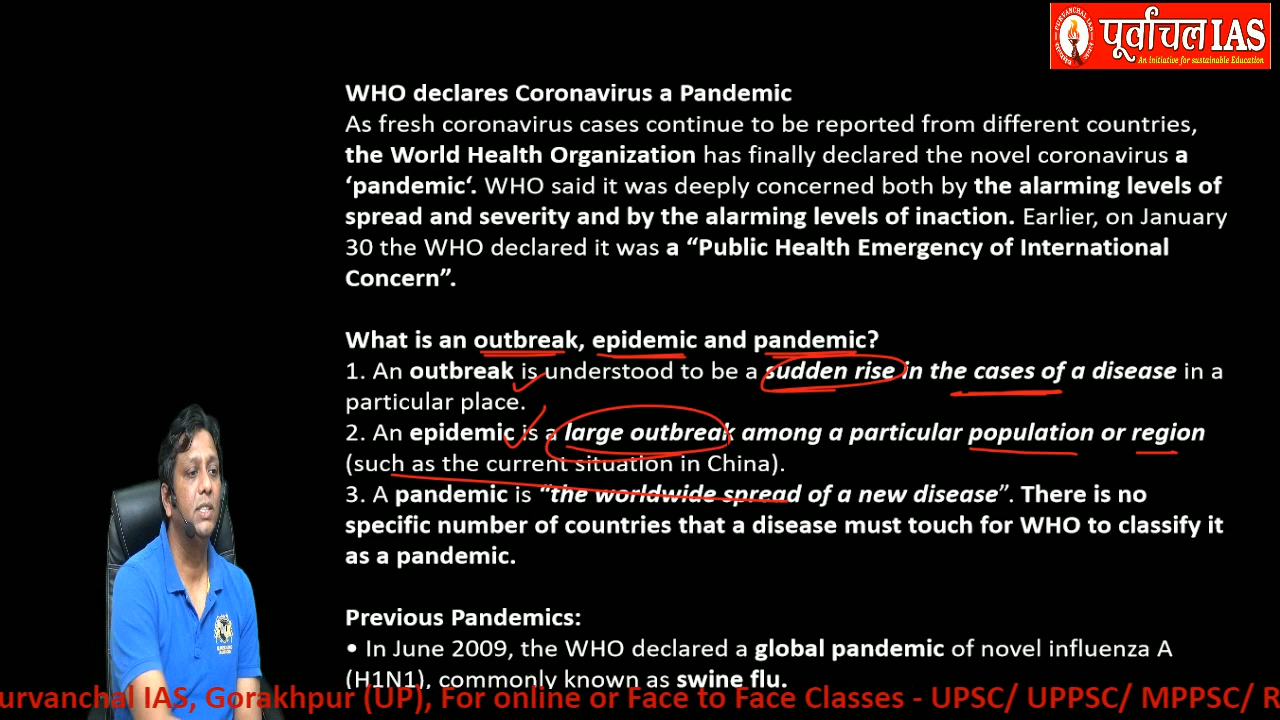 पूर्वांचल IAS
An initiative for sustainable Education
WHO declares Coronavirus a Pandemic
As fresh coronavirus cases continue to be reported from different countries,
the World Health Organization has finally declared the novel coronavirus a
‘pandemic‘. WHO said it was deeply concerned both by the alarming levels of
spread and severity and by the alarming levels of inaction. Earlier, on January
30 the WHO declared it was a “Public Health Emergency of International
Concern”.
What is an outbreak, epidemic and pandemic?
1. An outbreak is understood to be a sudden rise in the cases of a disease in a
particular place.
2. An epidemic is a large outbreak among a particular population or region
(such as the current situation in China).
3. A pandemic is “the worldwide spread of a new disease”. There is no
specific number of countries that a disease must touch for WHO to classify it
as a pandemic.
Previous Pandemics:
• In June 2009, the WHO declared a global pandemic of novel influenza A
(H1N1), commonly known as swine flu.
urvanchal IAS, Gorakhpur (UP), For online or Face to Face Classes - UPSC/ UPPSC/ MPPSC/ R